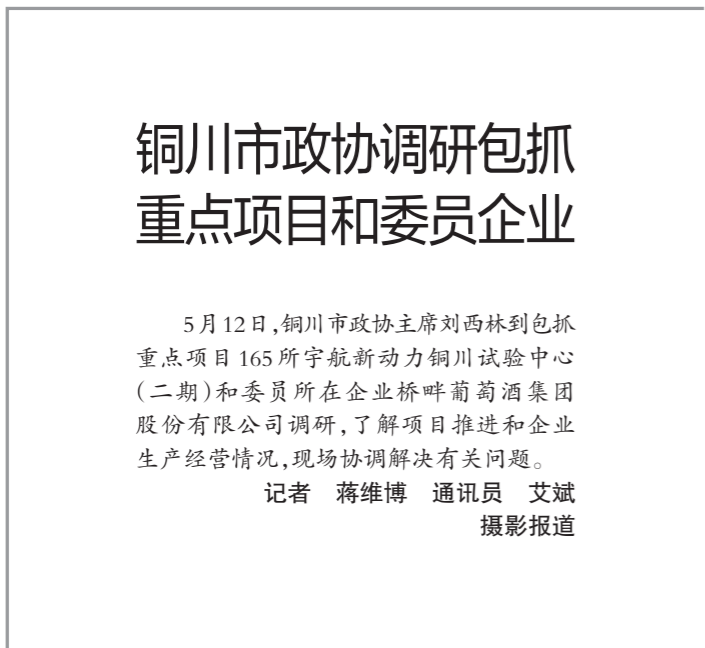 铜川市政协调研包抓
重点项目和委员企业
5月12日,铜川市政协主席刘西林到包抓
重点项目165所宇航新动力铜川试验中心
(二期)和委员所在企业桥畔葡萄酒集团
股份有限公司调研,了解项目推进和企业
生产经营情况,现场协调解决有关问题。
记者 蒋维博 通讯员 艾斌
摄影报道